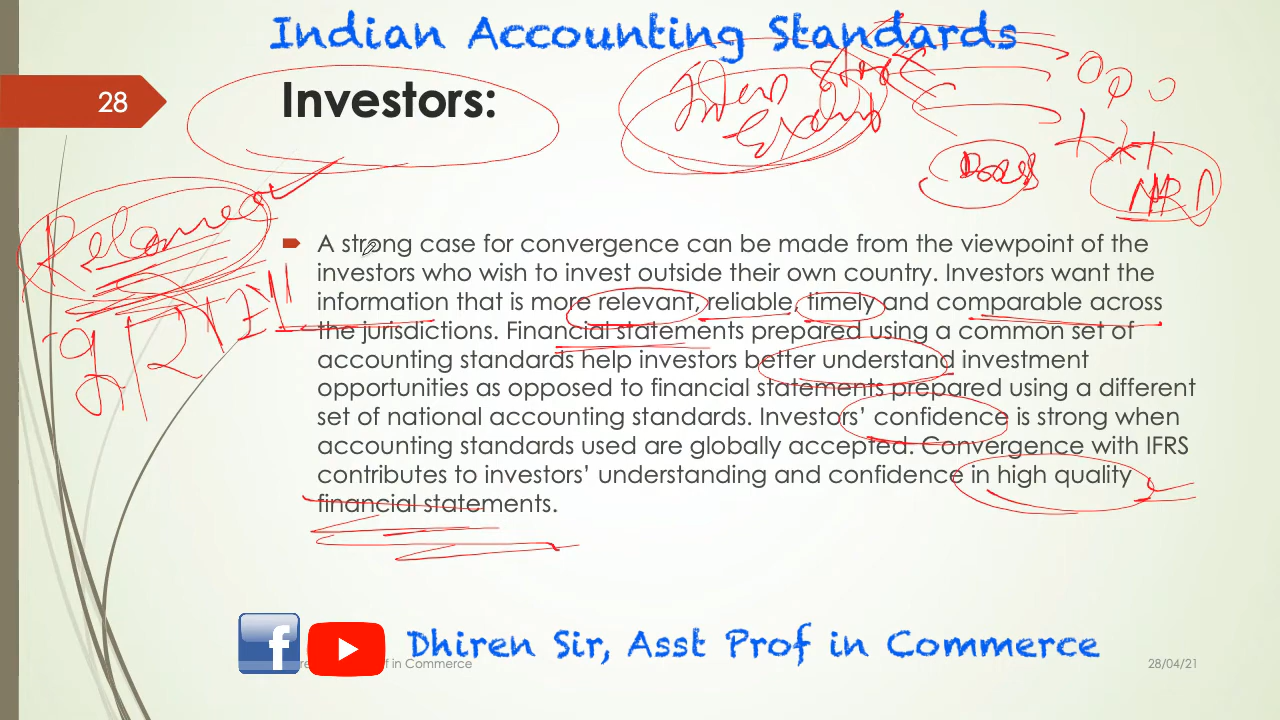 Indian Accounting Standards
28
Investors:
A strong case for convergence can be made from the viewpoint of the
investors who wish to invest outside their own country. Investors want the
information that is more relevant, reliable, timely and comparable across
the jurisdictions. Financial statements prepared using a common set of
accounting standards help investors better understand investment
opportunities as opposed to financial statements prepared using a different
set of national accounting standards. Investors’ confidence is strong when
accounting standards used are globally accepted. Convergence with IFRS
contributes to investors’ understanding and confidence in high quality
financial statements.
f
Dhiren Sir, Asst Prof in Commerce
f in Commerce
28/04/21